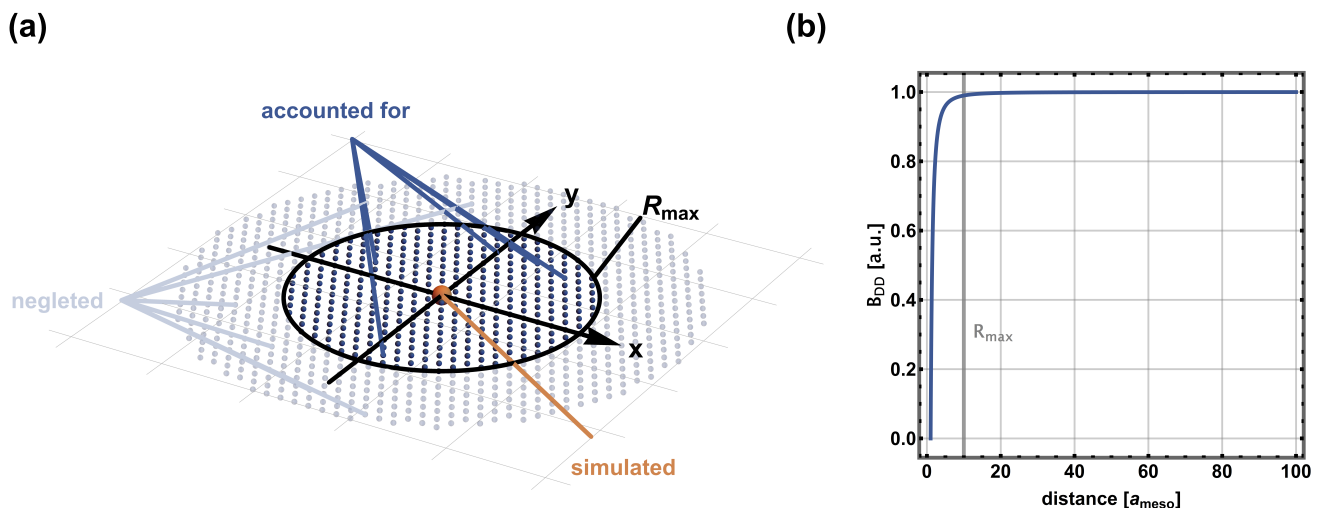 (a)
(b)
accounted for
y
R_max
negleted
x
simulated
1.0
0.8
0.6
0.4
0.2
0.0
B_DD [a.u.]
R_max
0 20 40 60 80 100
distance [a_meso]